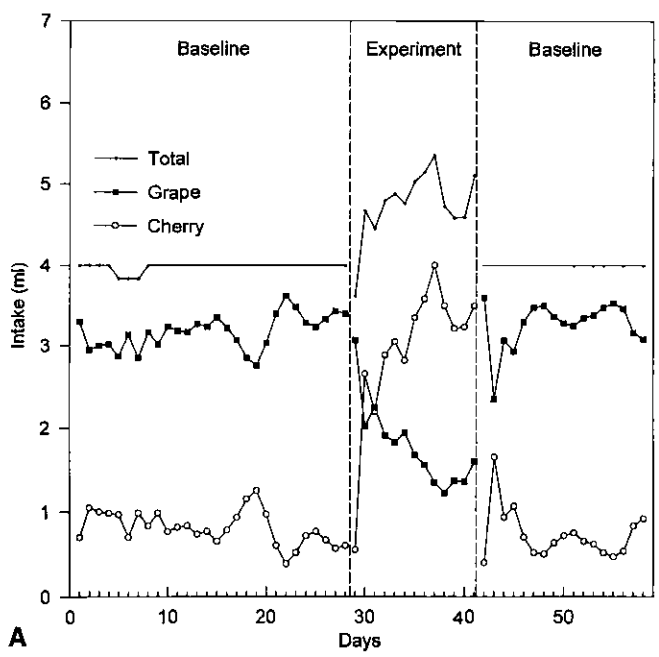 7
Baseline Experiment Baseline
6
Total
5
Grape
Cherry
4
Intake (ml)
3
2
1
0
0 10 20 30 40 50
A
Days